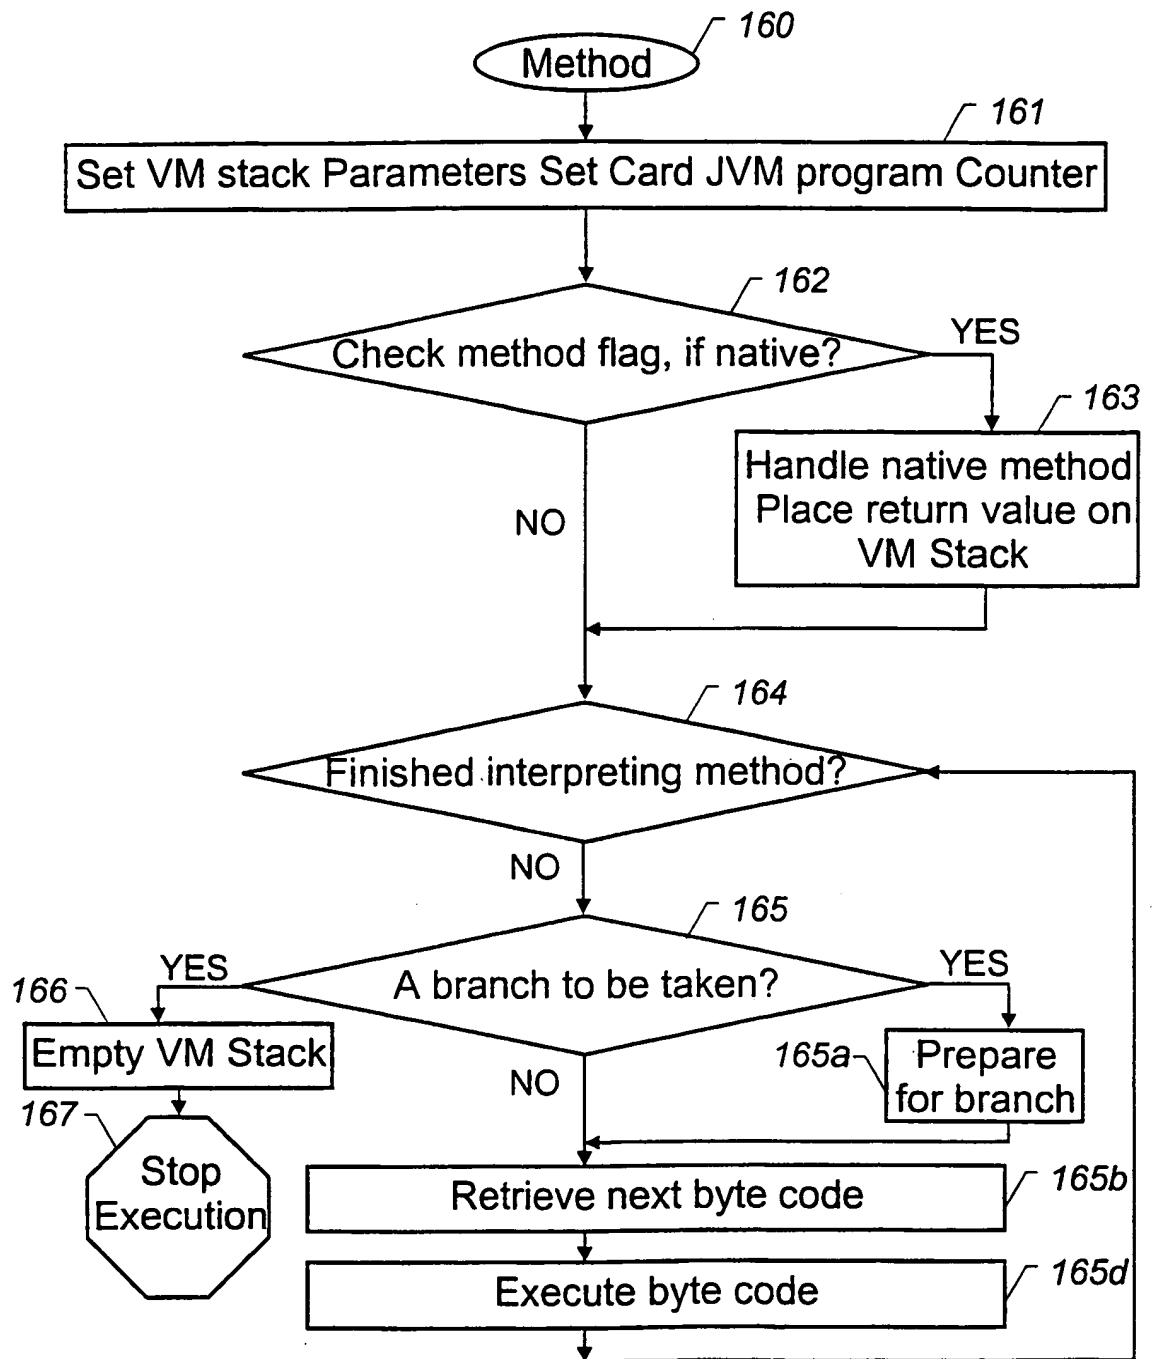 160
Method
161
Set VM stack Parameters Set Card JVM program Counter
162
Check method flag, if native?
YES
163
Handle native method
Place return value on
VM Stack
NO
164
Finished interpreting method?
NO
165
A branch to be taken?
YES
YES
166
Empty VM Stack
165a
Prepare
for branch
NO
167
Stop
Execution
Retrieve next byte code
165b
Execute byte code
165d